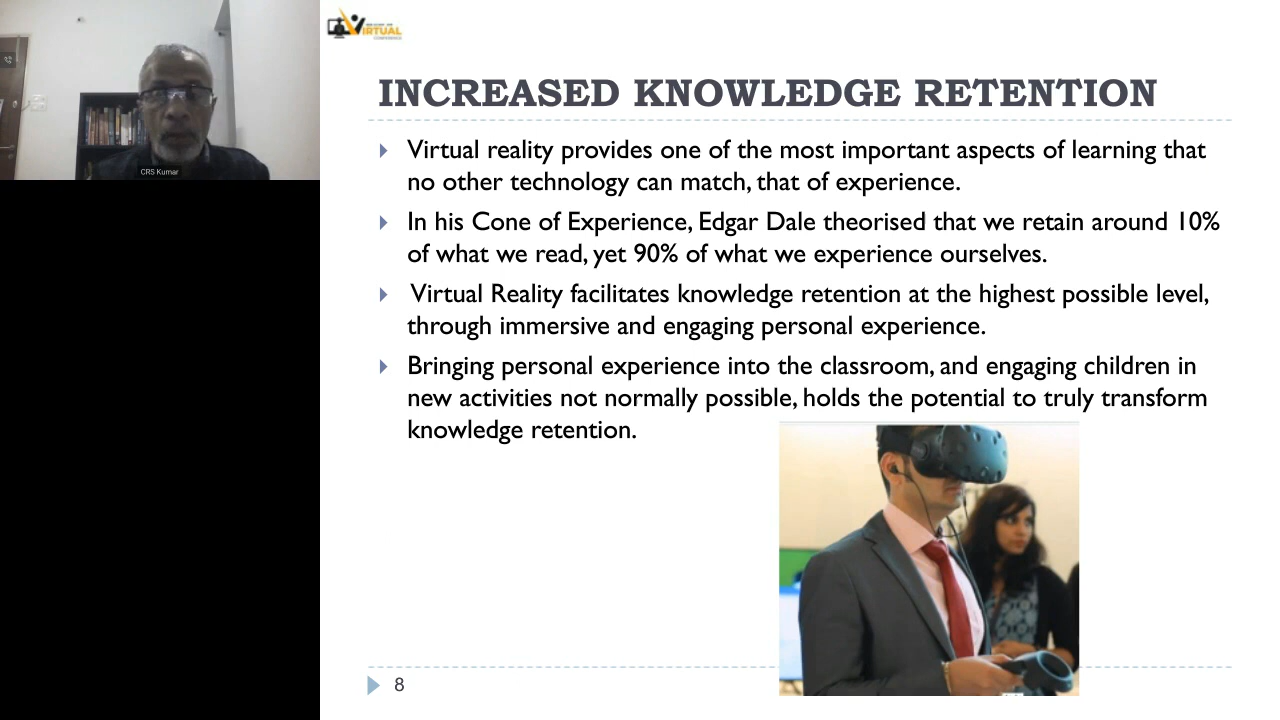 VIRTUAL
CRS Kumar
INCREASED KNOWLEDGE RETENTION
Virtual reality provides one of the most important aspects of learning that
no other technology can match, that of experience.
In his Cone of Experience, Edgar Dale theorised that we retain around 10%
of what we read, yet 90% of what we experience ourselves.
Virtual Reality facilitates knowledge retention at the highest possible level,
through immersive and engaging personal experience.
Bringing personal experience into the classroom, and engaging children in
new activities not normally possible, holds the potential to truly transform
knowledge retention.
8